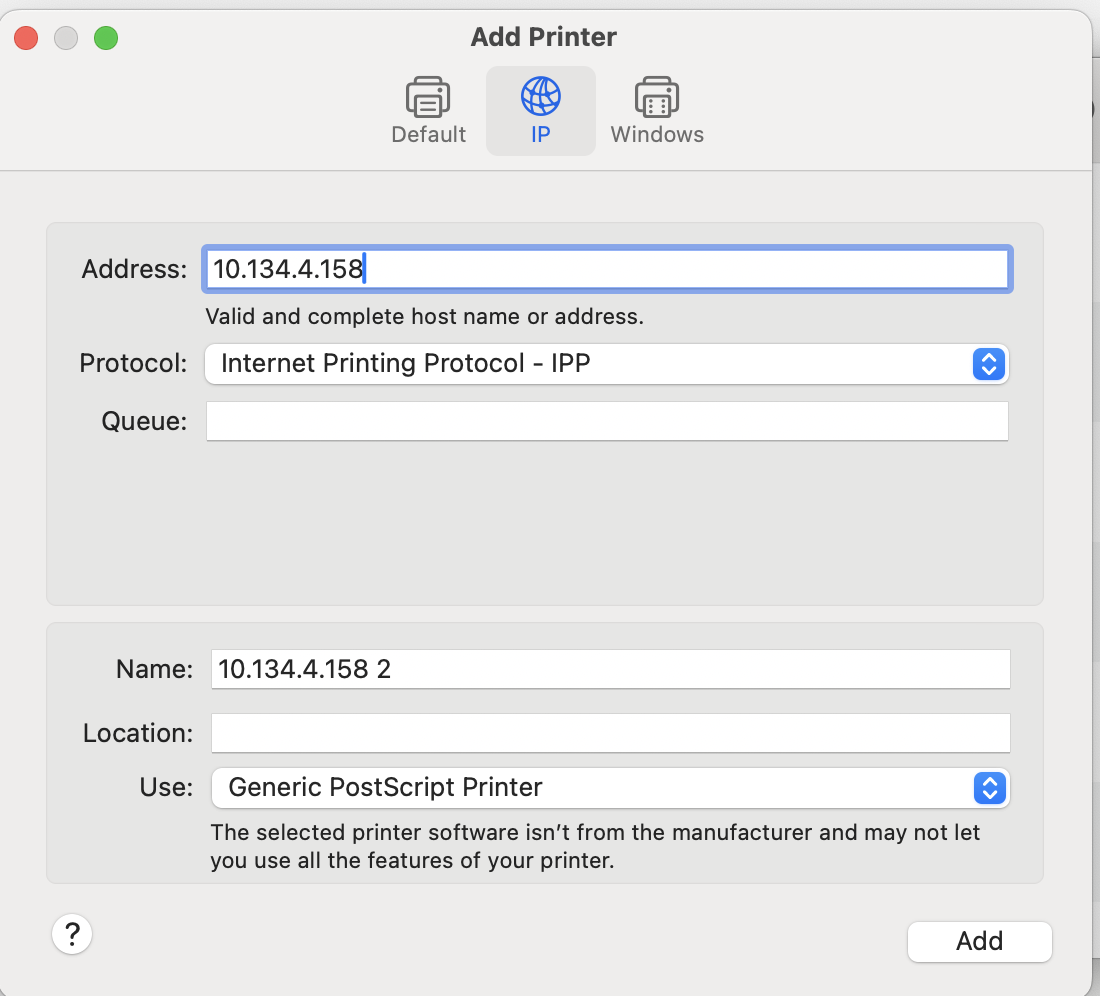 Add Printer
Default
IP
Windows
Address:
10.134.4.158
Valid and complete host name or address.
Protocol:
Internet Printing Protocol - IPP
Queue:
Name:
10.134.4.158 2
Location:
Use:
Generic PostScript Printer
The selected printer software isn’t from the manufacturer and may not let
you use all the features of your printer.
?
Add